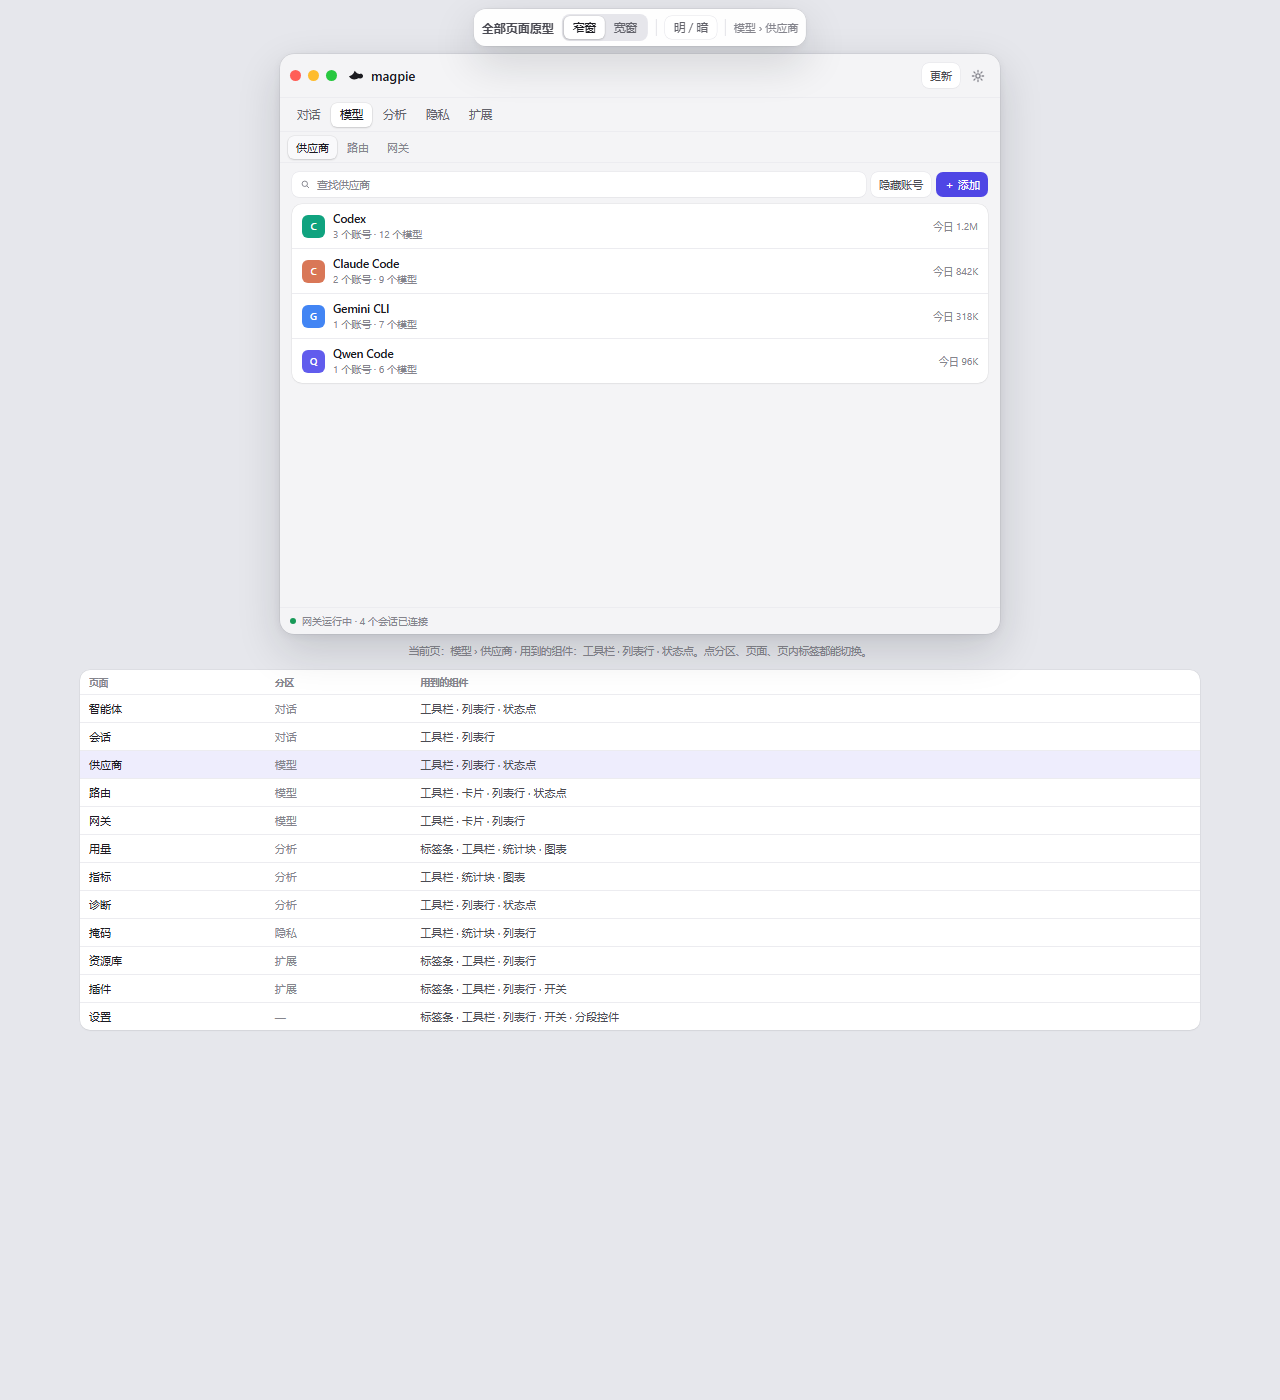 全部页面原型 窄窗 宽窗 明 / 暗 模型 › 供应商
magpie 更新
对话 模型 分析 隐私 扩展
供应商 路由 网关
查找供应商 隐藏账号 + 添加
C Codex
3 个账号 · 12 个模型 今日 1.2M
C Claude Code
2 个账号 · 9 个模型 今日 842K
G Gemini CLI
1 个账号 · 7 个模型 今日 318K
Q Qwen Code
1 个账号 · 6 个模型 今日 96K
网关运行中 · 4 个会话已连接
当前页：模型 › 供应商 · 用到的组件：工具栏 · 列表行 · 状态点。点分区、页面、页内标签都能切换。
页面 分区 用到的组件
智能体 对话 工具栏 · 列表行 · 状态点
会话 对话 工具栏 · 列表行
供应商 模型 工具栏 · 列表行 · 状态点
路由 模型 工具栏 · 卡片 · 列表行 · 状态点
网关 模型 工具栏 · 卡片 · 列表行
用量 分析 标签条 · 工具栏 · 统计块 · 图表
指标 分析 工具栏 · 统计块 · 图表
诊断 分析 工具栏 · 列表行 · 状态点
掩码 隐私 工具栏 · 统计块 · 列表行
资源库 扩展 标签条 · 工具栏 · 列表行
插件 扩展 标签条 · 工具栏 · 列表行 · 开关
设置 — 标签条 · 工具栏 · 列表行 · 开关 · 分段控件